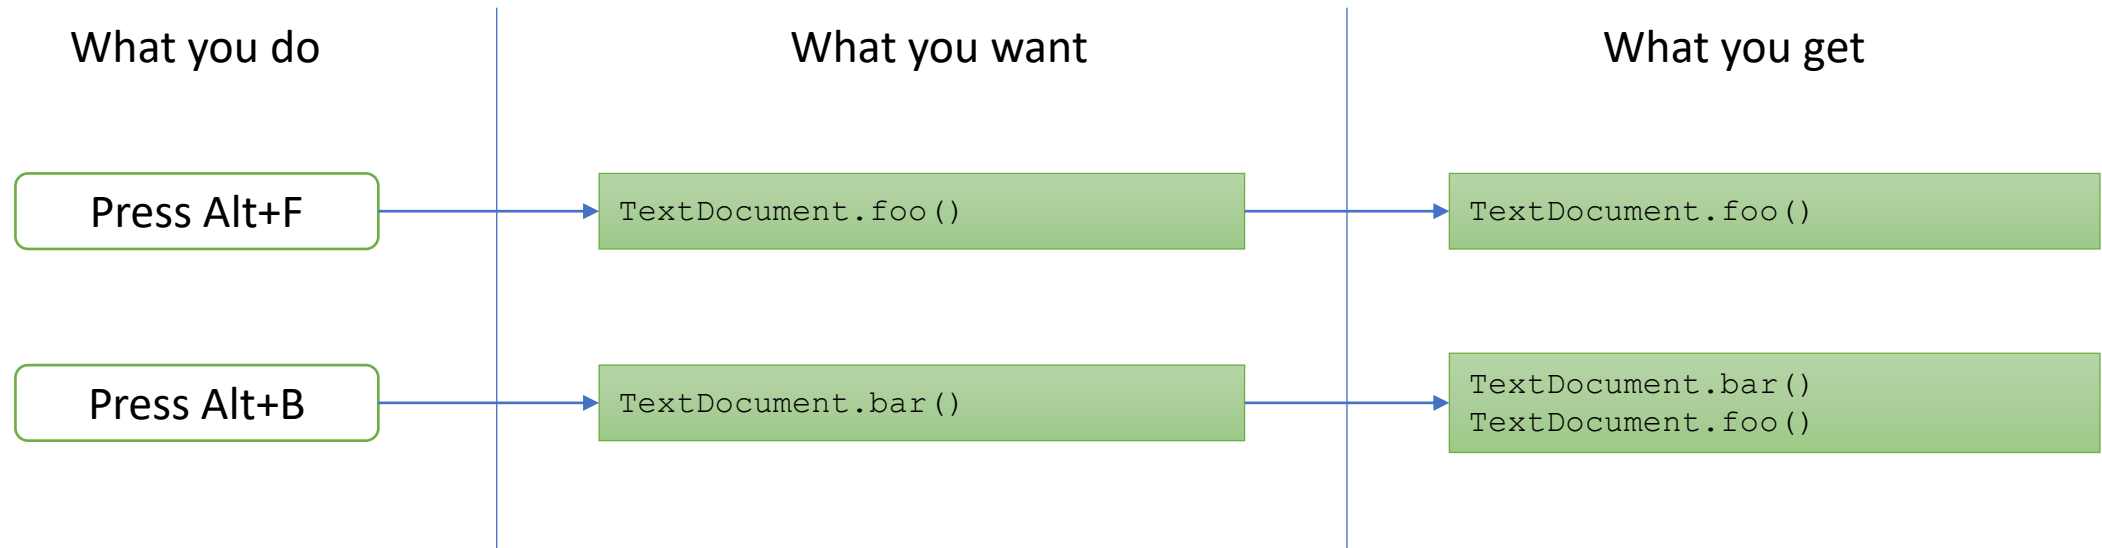 What you do
What you want
What you get
Press Alt+F
TextDocument.foo()
TextDocument.foo()
Press Alt+B
TextDocument.bar()
TextDocument.bar()
TextDocument.foo()